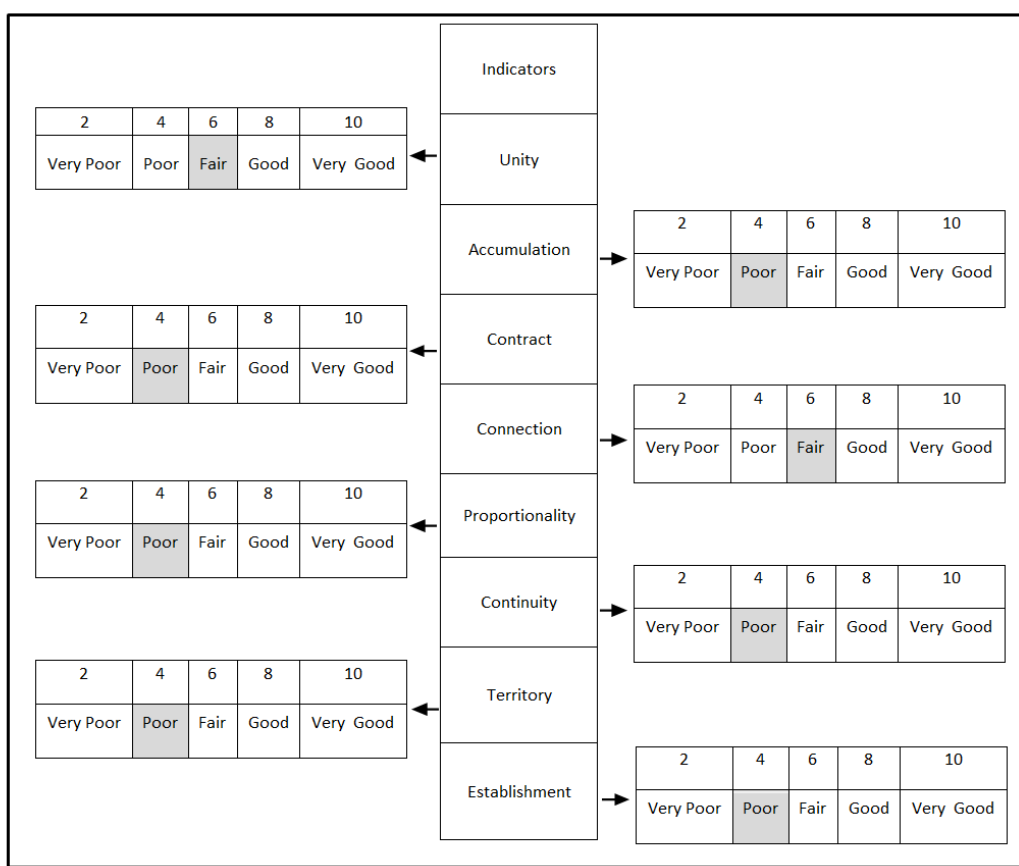 Indicators
2 4 6 8 10
Very Poor Poor Fair Good Very Good
Unity
Accumulation
2 4 6 8 10
Very Poor Poor Fair Good Very Good
2 4 6 8 10
Very Poor Poor Fair Good Very Good
Contract
Connection
2 4 6 8 10
Very Poor Poor Fair Good Very Good
2 4 6 8 10
Very Poor Poor Fair Good Very Good
Proportionality
Continuity
2 4 6 8 10
Very Poor Poor Fair Good Very Good
2 4 6 8 10
Very Poor Poor Fair Good Very Good
Territory
Establishment
2 4 6 8 10
Very Poor Poor Fair Good Very Good